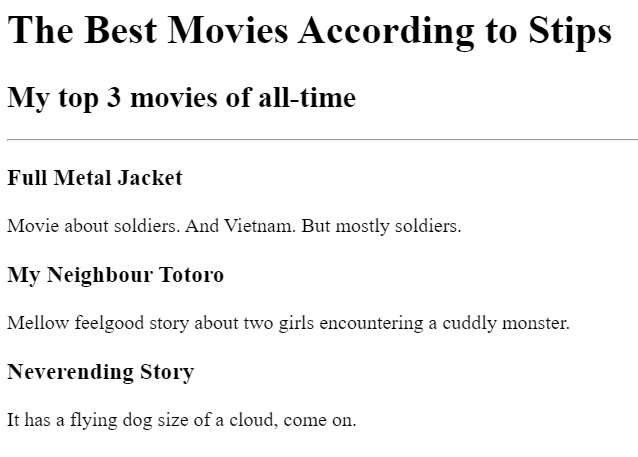 The Best Movies According to Stips
My top 3 movies of all-time
Full Metal Jacket
Movie about soldiers. And Vietnam. But mostly soldiers.
My Neighbour Totoro
Mellow feelgood story about two girls encountering a cuddly monster.
Neverending Story
It has a flying dog size of a cloud, come on.